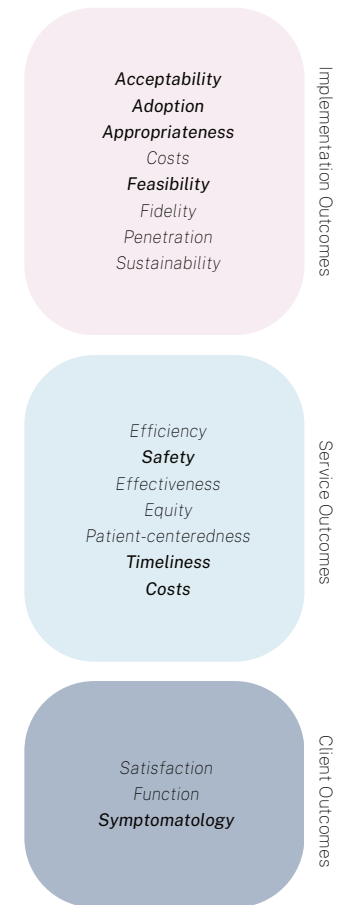 Acceptability
Adoption
Appropriateness
Costs
Feasibility
Fidelity
Penetration
Sustainability
Implementation Outcomes
Efficiency
Safety
Effectiveness
Equity
Patient-centeredness
Timeliness
Costs
Service Outcomes
Satisfaction
Function
Symptomatology
Client Outcomes